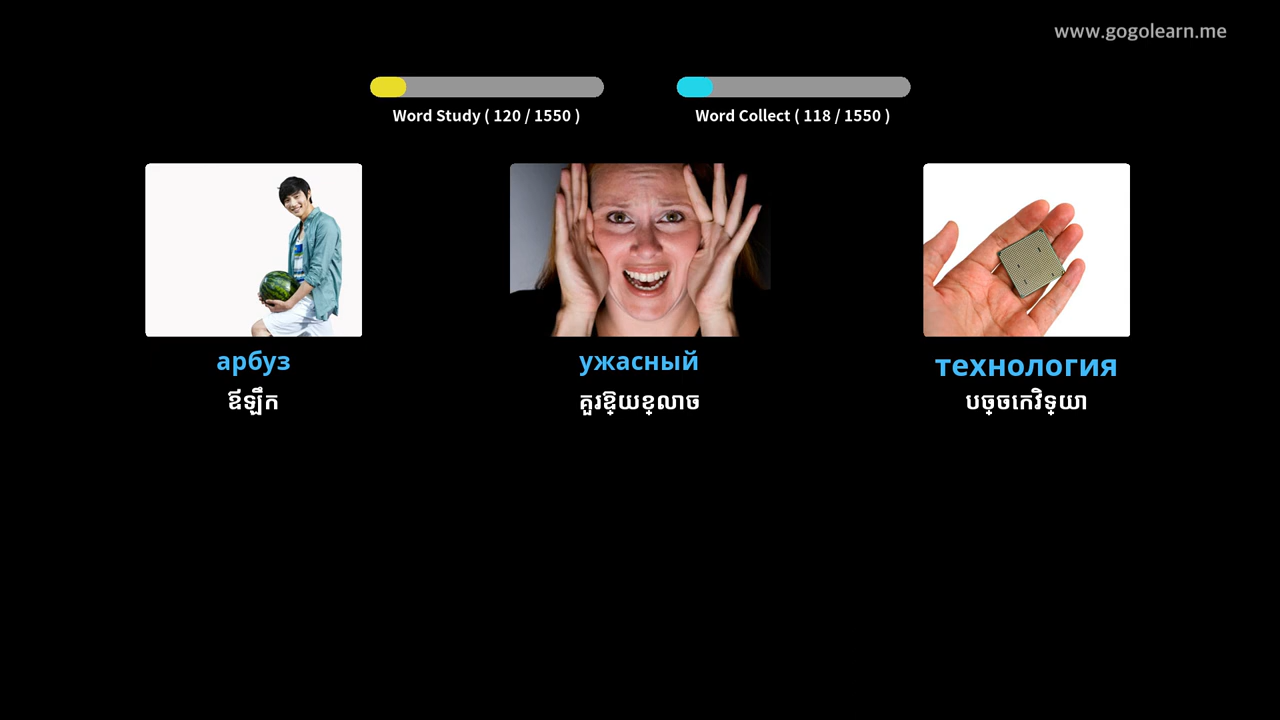 www.gogolearn.me
Word Study ( 120 / 1550 )
Word Collect ( 118 / 1550 )
арбуз
ужасный
технология
ឪឡឹក
គួរឱ្យខ្លាច
បច្ចកេវិទ្យា